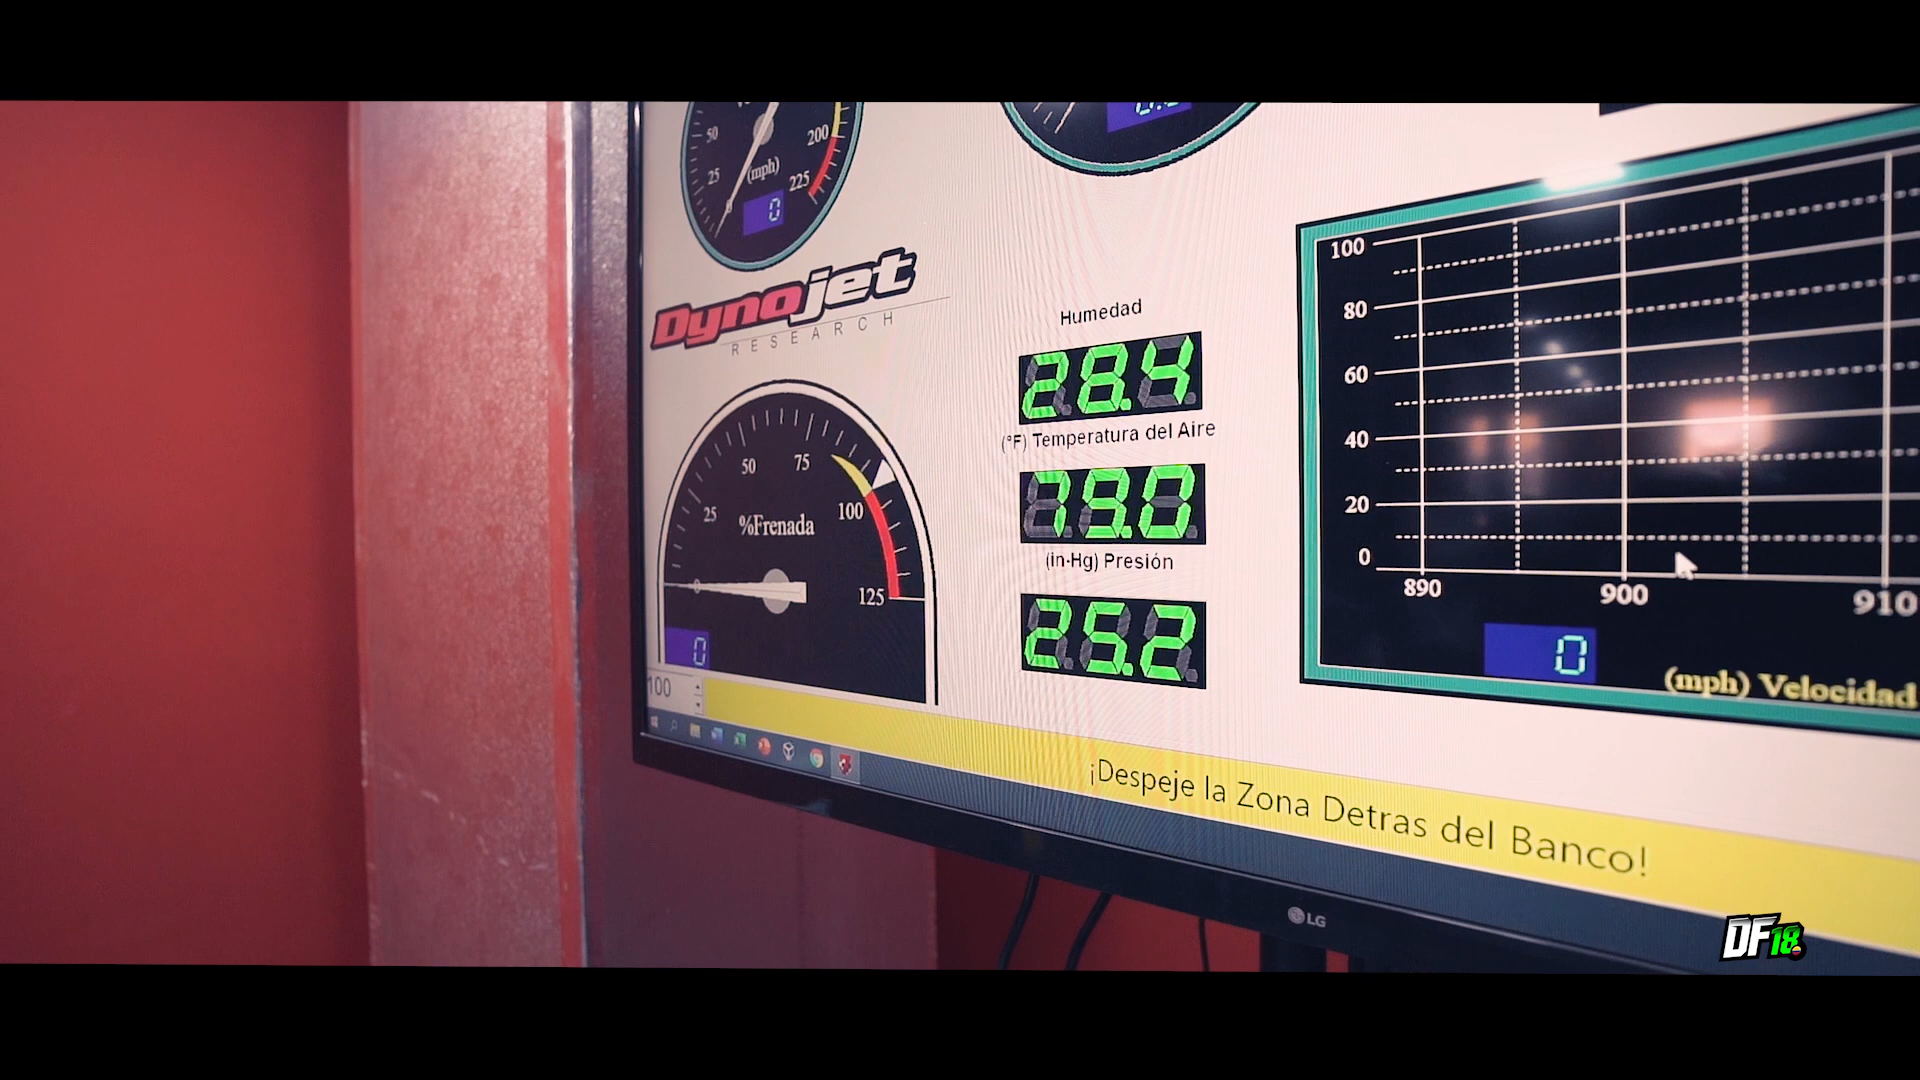 50
200
25
(mph)
225
0
Dynojet
RESEARCH
Humedad
28.4
(°F) Temperatura del Aire
79.0
(in-Hg) Presión
25.2
25
50
75
100
125
%Frenada
0
0
100
100
80
60
40
20
0
890
900
910
0
(mph) Velocidad
¡Despeje la Zona Detras del Banco!
LG
DF18